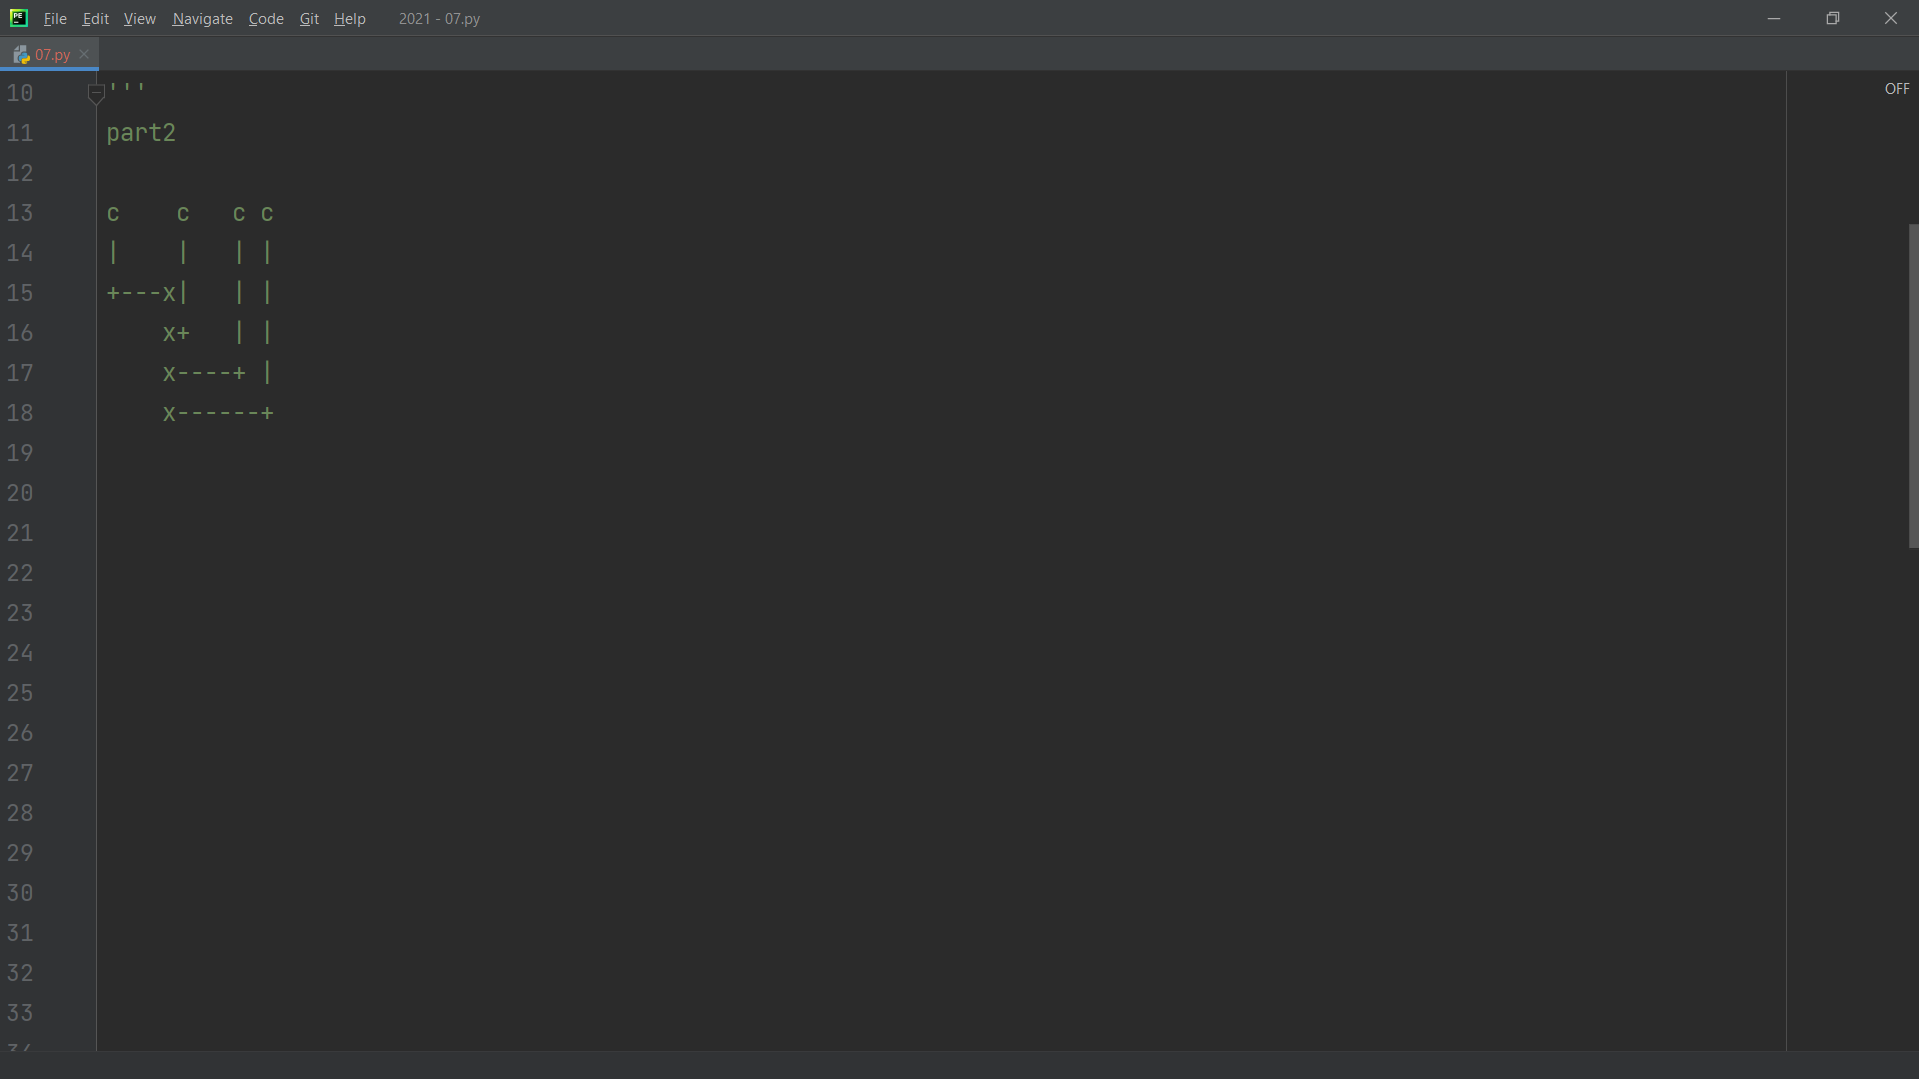 PE File Edit View Navigate Code Git Help 2021 - 07.py
07.py
OFF
10 '''
11 part2
12
13 c    c   c c
14 |    |   | |
15 +---x|   | |
16     x+   | |
17     x----+ |
18     x------+
19
20
21
22
23
24
25
26
27
28
29
30
31
32
33